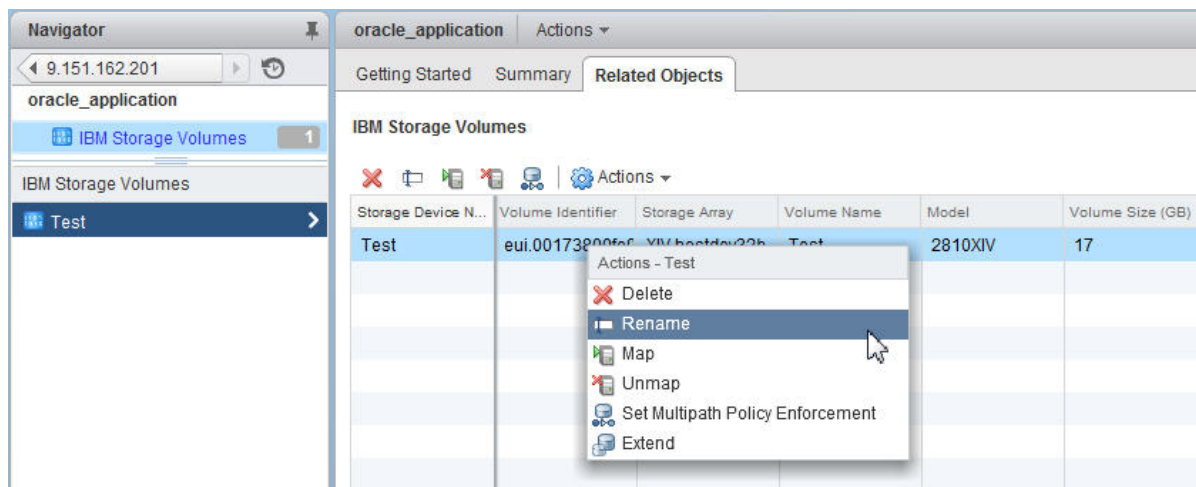 Navigator
9.151.162.201
oracle_application
IBM Storage Volumes 1
IBM Storage Volumes
Test
oracle_application Actions
Getting Started Summary Related Objects
IBM Storage Volumes
Actions
Storage Device N... Volume Identifier Storage Array Volume Name Model Volume Size (GB)
Test Test 2810XIV 17
Actions - Test
Delete
Rename
Map
Unmap
Set Multipath Policy Enforcement
Extend